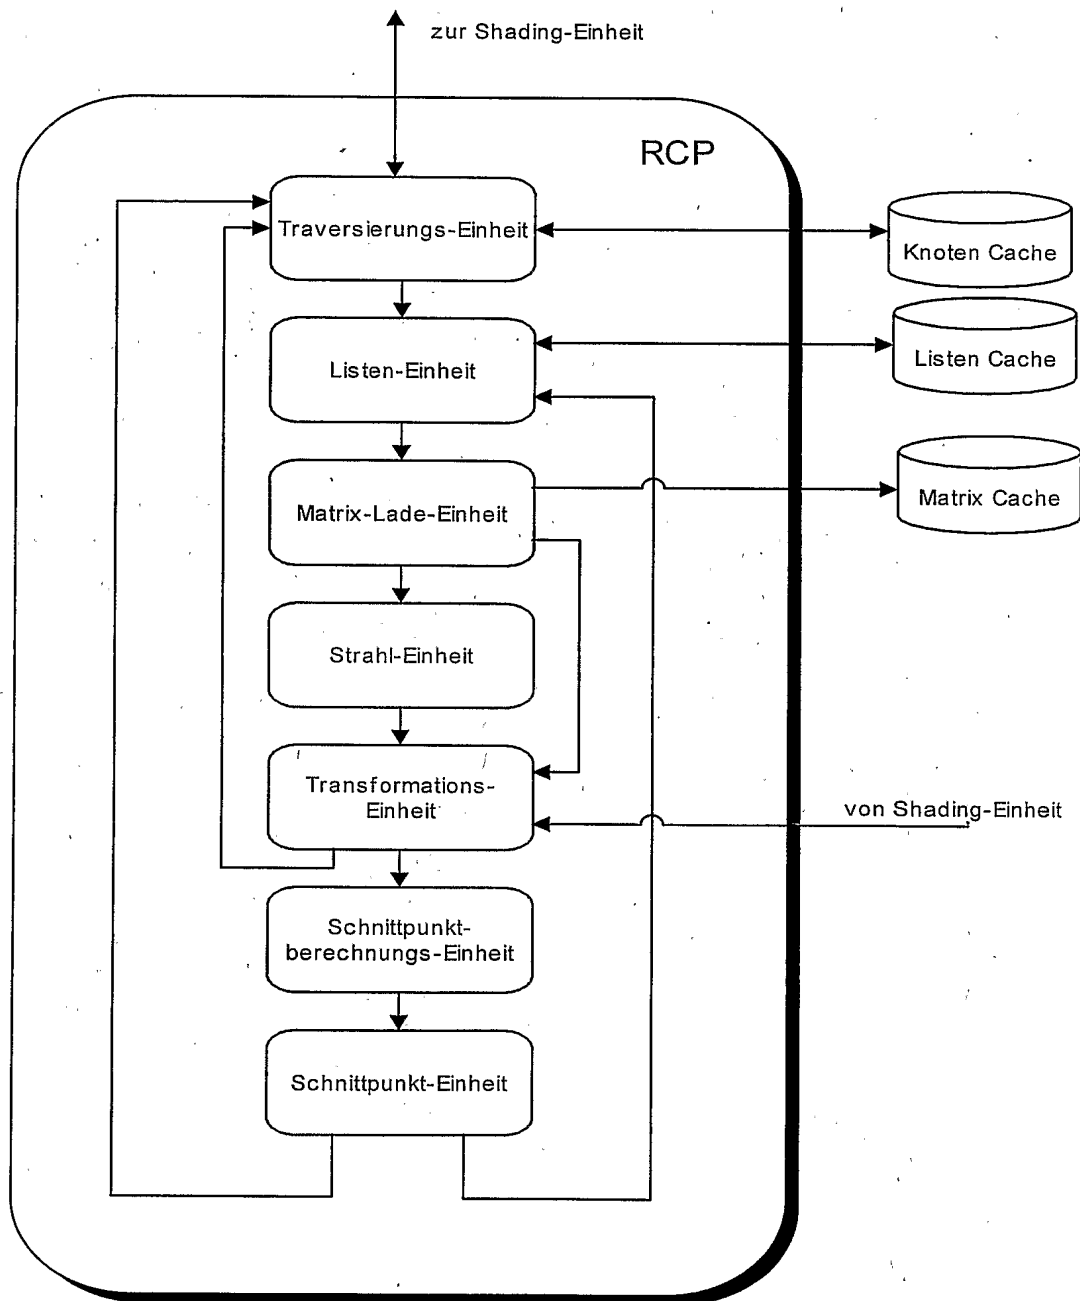 zur Shading-Einheit
RCP
Traversierungs-Einheit
Knoten Cache
Listen-Einheit
Listen Cache
Matrix-Lade-Einheit
Matrix Cache
Strahl-Einheit
Transformations-
Einheit
von Shading-Einheit
Schnittpunkt-
berechnungs-Einheit
Schnittpunkt-Einheit